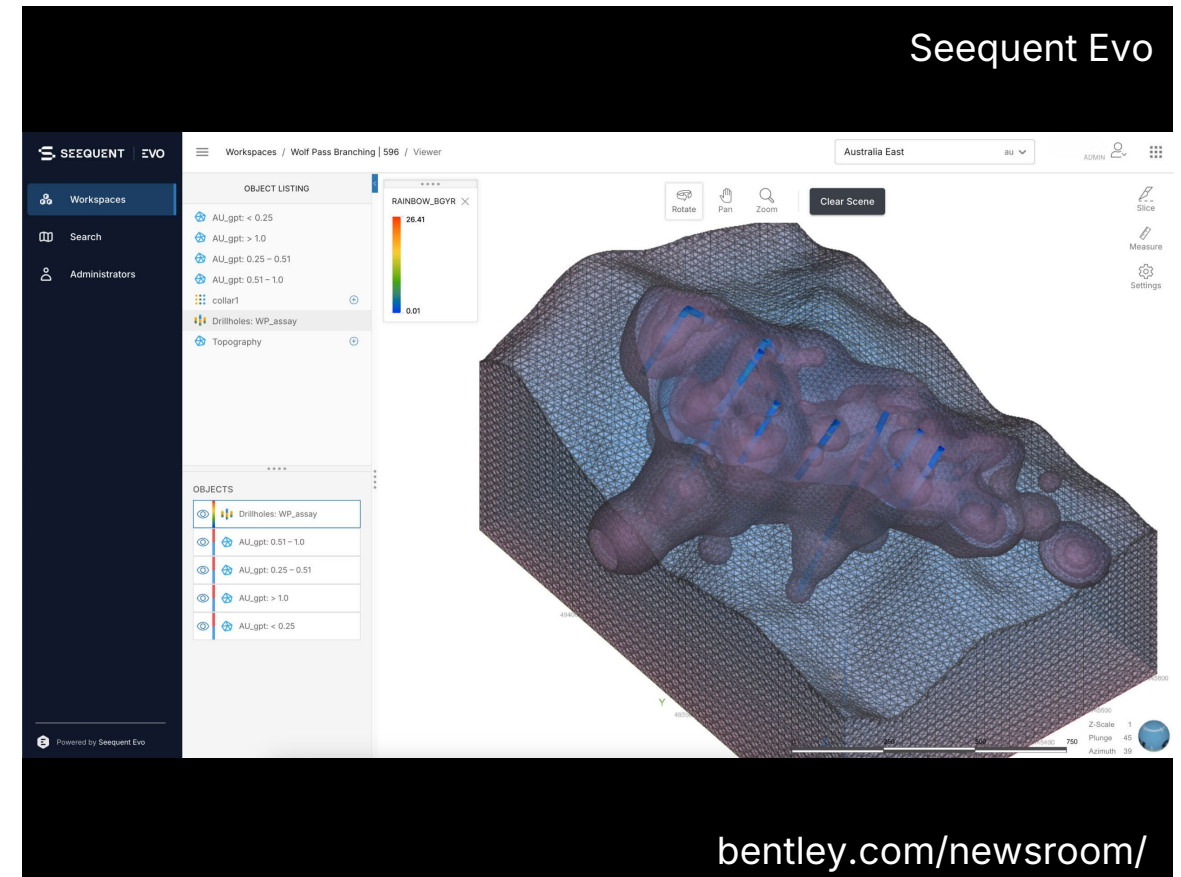 Seequent Evo
SEEQUENT EVO
Workspaces / Wolf Pass Branching | 596 / Viewer
Australia East
au
ADMIN
Workspaces
Search
Administrators
OBJECT LISTING
AU_gpt: < 0.25
AU_gpt: > 1.0
AU_gpt: 0.25 – 0.51
AU_gpt: 0.51 – 1.0
collar1
Drillholes: WP_assay
Topography
RAINBOW_BGYR
26.41
0.01
Rotate
Pan
Zoom
Clear Scene
Slice
Measure
Settings
OBJECTS
Drillholes: WP_assay
AU_gpt: 0.51 – 1.0
AU_gpt: 0.25 – 0.51
AU_gpt: > 1.0
AU_gpt: < 0.25
Y
750
Z-Scale 1
Plunge 45
Azimuth 39
Powered by Seequent Evo
bentley.com/newsroom/